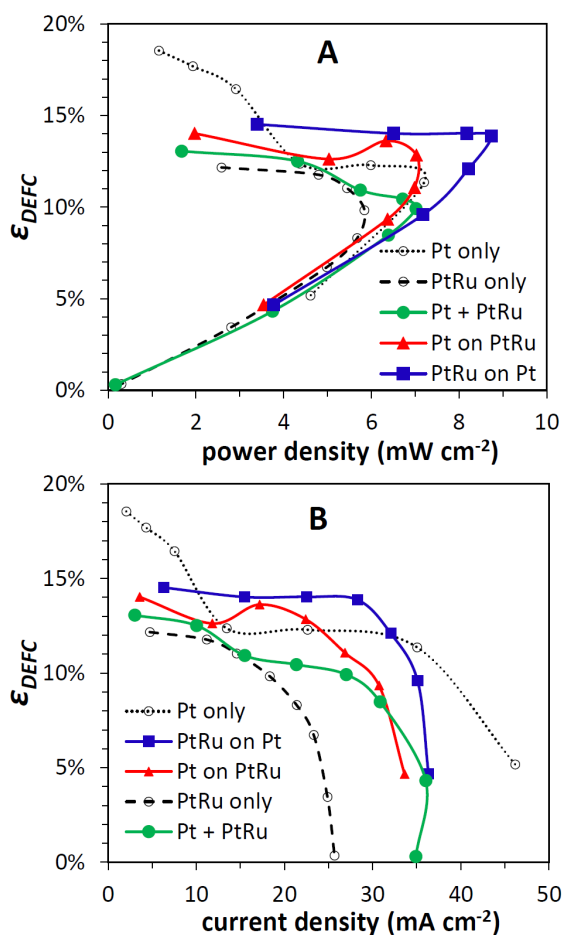 20%
15%
10%
5%
0%
ε_DEFC
A
Pt only
PtRu only
Pt + PtRu
Pt on PtRu
PtRu on Pt
0 2 4 6 8 10
power density (mW cm⁻²)
20%
15%
10%
5%
0%
ε_DEFC
B
Pt only
PtRu on Pt
Pt on PtRu
PtRu only
Pt + PtRu
0 10 20 30 40 50
current density (mA cm⁻²)